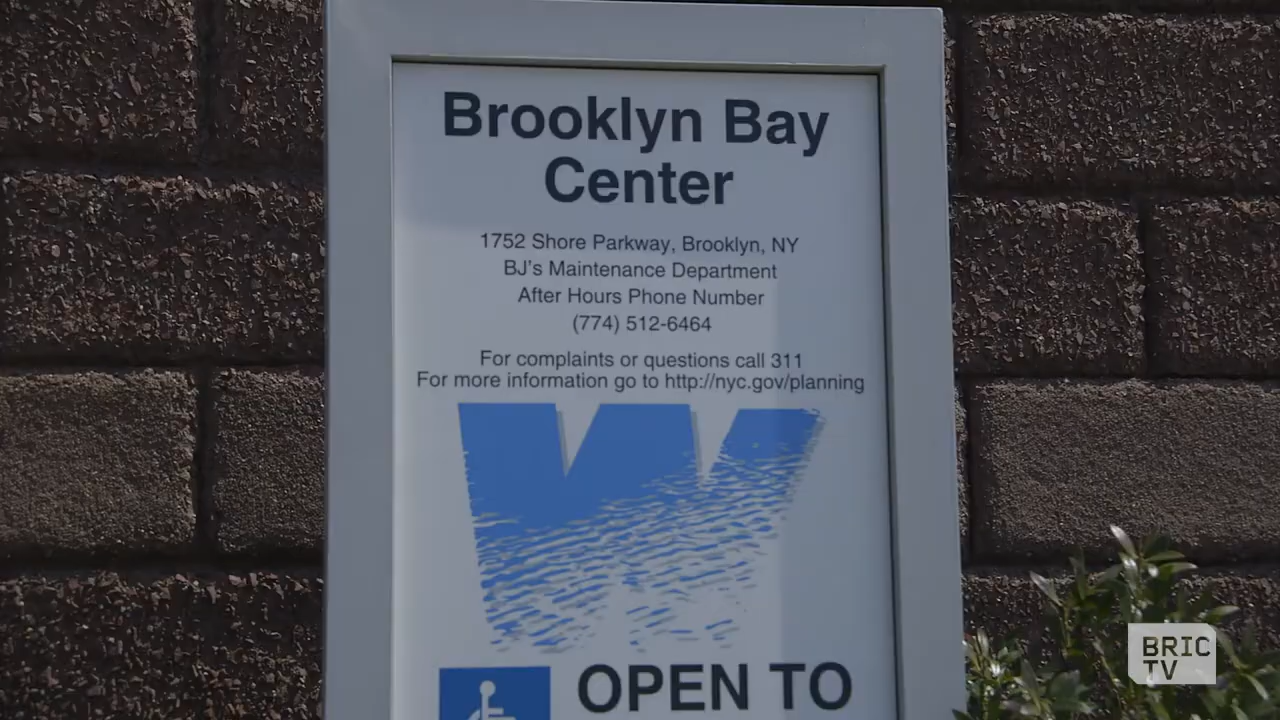 Brooklyn Bay
Center
1752 Shore Parkway, Brooklyn, NY
BJ's Maintenance Department
After Hours Phone Number
(774) 512-6464
For complaints or questions call 311
For more information go to http://nyc.gov/planning
W
OPEN TO
BRIC
TV